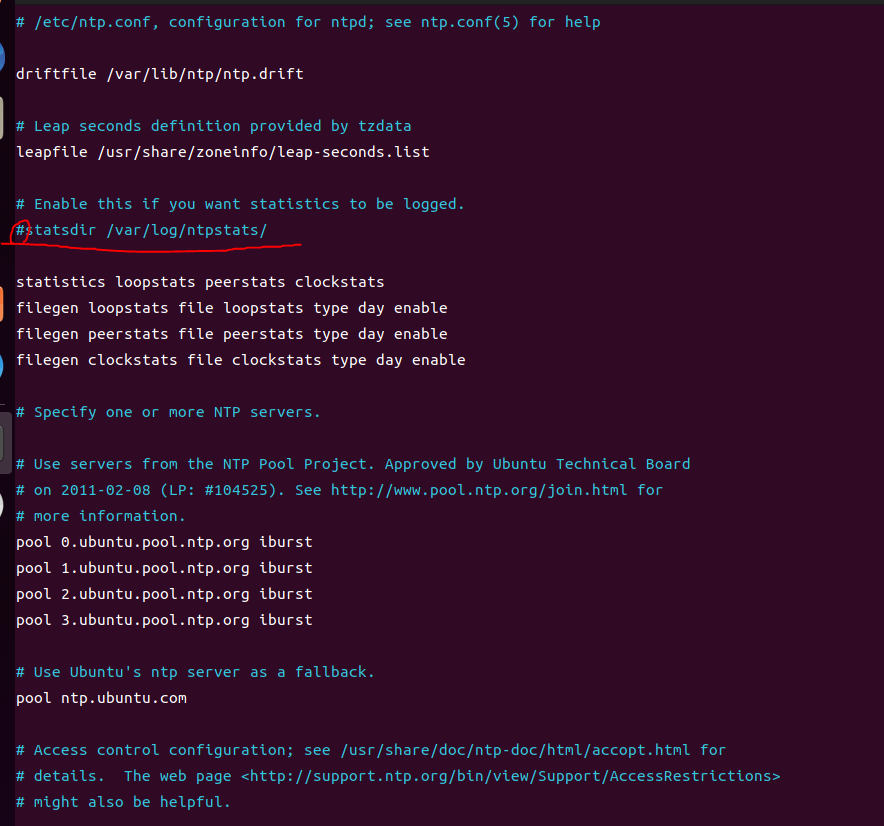 # /etc/ntp.conf, configuration for ntpd; see ntp.conf(5) for help
driftfile /var/lib/ntp/ntp.drift
# Leap seconds definition provided by tzdata
leapfile /usr/share/zoneinfo/leap-seconds.list
# Enable this if you want statistics to be logged.
#statsdir /var/log/ntpstats/
statistics loopstats peerstats clockstats
filegen loopstats file loopstats type day enable
filegen peerstats file peerstats type day enable
filegen clockstats file clockstats type day enable
# Specify one or more NTP servers.
# Use servers from the NTP Pool Project. Approved by Ubuntu Technical Board
# on 2011-02-08 (LP: #104525). See http://www.pool.ntp.org/join.html for
# more information.
pool 0.ubuntu.pool.ntp.org iburst
pool 1.ubuntu.pool.ntp.org iburst
pool 2.ubuntu.pool.ntp.org iburst
pool 3.ubuntu.pool.ntp.org iburst
# Use Ubuntu's ntp server as a fallback.
pool ntp.ubuntu.com
# Access control configuration; see /usr/share/doc/ntp-doc/html/accopt.html for
# details.  The web page <http://support.ntp.org/bin/view/Support/AccessRestrictions>
# might also be helpful.